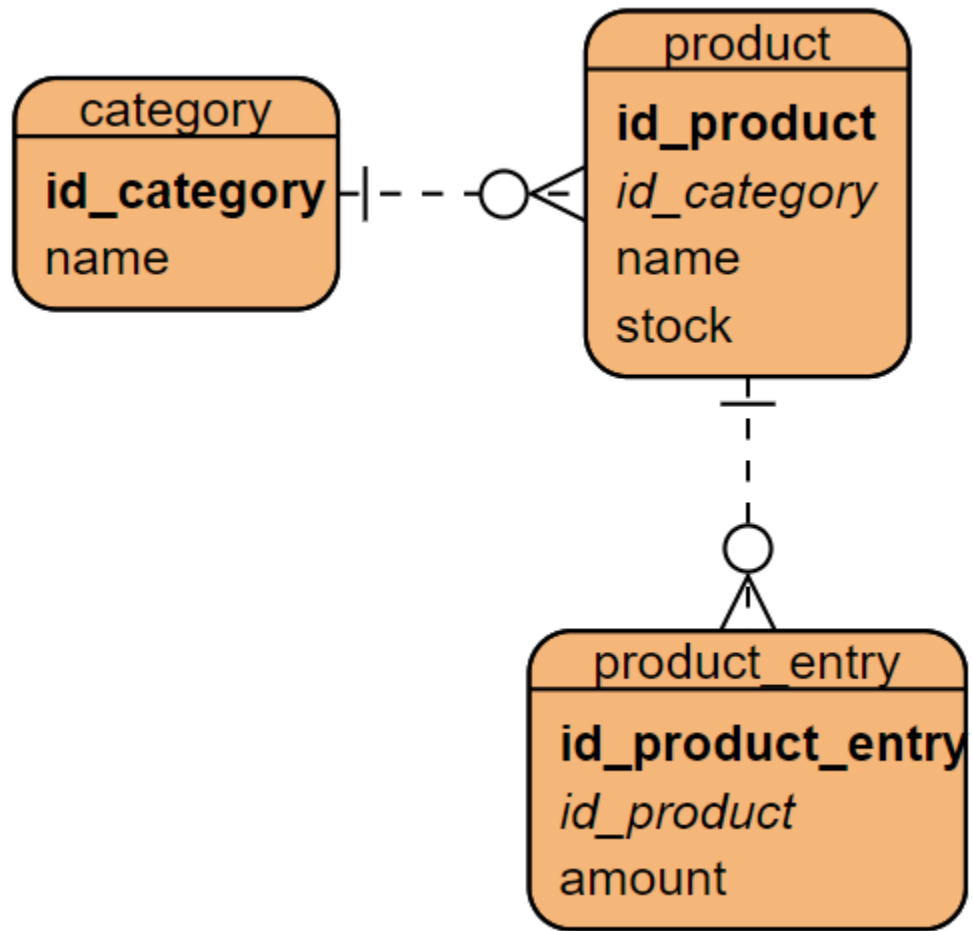 category
id_category
name
product
id_product
id_category
name
stock
product_entry
id_product_entry
id_product
amount